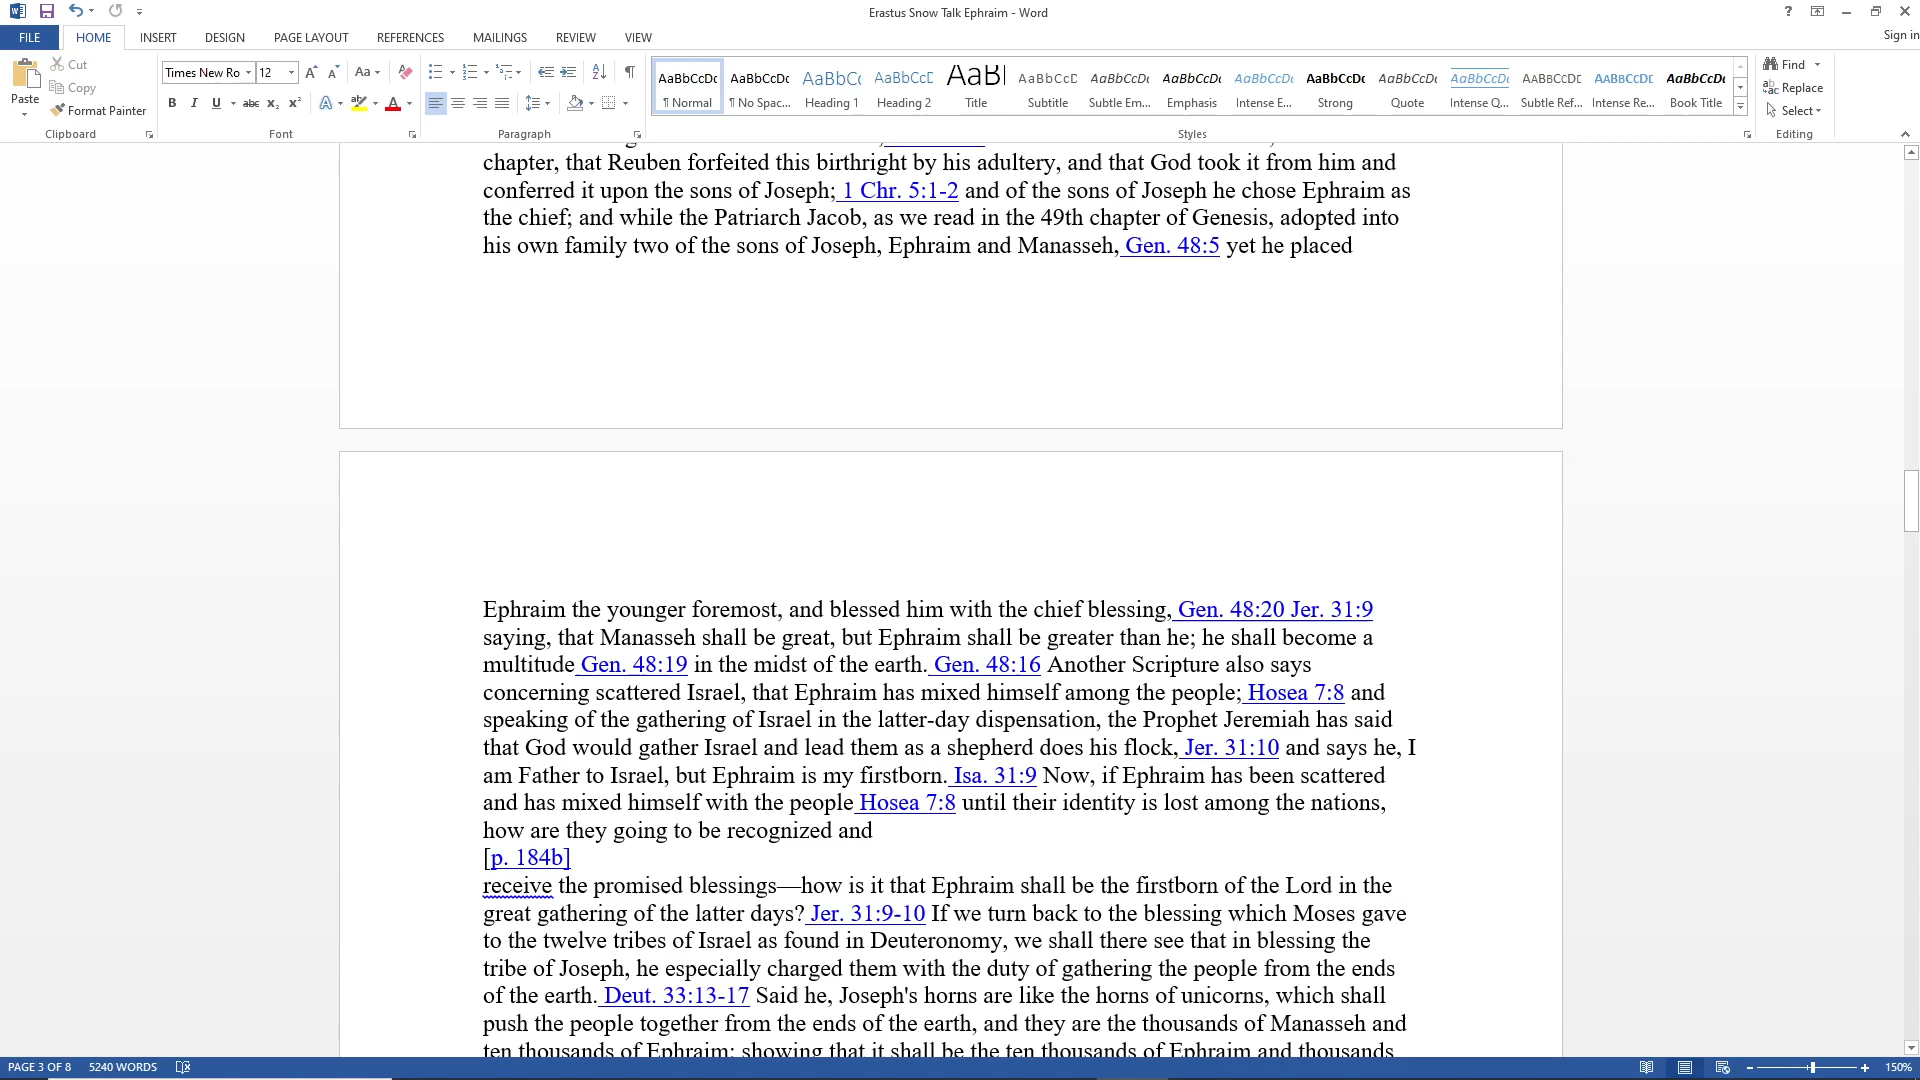 Erastus Snow Talk Ephraim - Word
?
Sign in
FILE HOME INSERT DESIGN PAGE LAYOUT REFERENCES MAILINGS REVIEW VIEW
Paste
Cut
Copy
Format Painter
Clipboard
Times New Ro 12
Font
Paragraph
AaBbCcDc AaBbCcDc AaBbCc AaBbCcD AaBl AaBbCcD AaBbCcDc AaBbCcDc AaBbCcDc AaBbCcDc AaBbCcDc AaBbCcDc AABBCCDE AABBCCDE AaBbCcDc
¶ Normal ¶ No Spac... Heading 1 Heading 2 Title Subtitle Subtle Em... Emphasis Intense E... Strong Quote Intense Q... Subtle Ref... Intense Re... Book Title
Styles
Find
Replace
Select
Editing
chapter, that Reuben forfeited this birthright by his adultery, and that God took it from him and
conferred it upon the sons of Joseph; 1 Chr. 5:1-2 and of the sons of Joseph he chose Ephraim as
the chief; and while the Patriarch Jacob, as we read in the 49th chapter of Genesis, adopted into
his own family two of the sons of Joseph, Ephraim and Manasseh, Gen. 48:5 yet he placed
Ephraim the younger foremost, and blessed him with the chief blessing, Gen. 48:20 Jer. 31:9
saying, that Manasseh shall be great, but Ephraim shall be greater than he; he shall become a
multitude Gen. 48:19 in the midst of the earth. Gen. 48:16 Another Scripture also says
concerning scattered Israel, that Ephraim has mixed himself among the people; Hosea 7:8 and
speaking of the gathering of Israel in the latter-day dispensation, the Prophet Jeremiah has said
that God would gather Israel and lead them as a shepherd does his flock, Jer. 31:10 and says he, I
am Father to Israel, but Ephraim is my firstborn. Isa. 31:9 Now, if Ephraim has been scattered
and has mixed himself with the people Hosea 7:8 until their identity is lost among the nations,
how are they going to be recognized and
[p. 184b]
receive the promised blessings—how is it that Ephraim shall be the firstborn of the Lord in the
great gathering of the latter days? Jer. 31:9-10 If we turn back to the blessing which Moses gave
to the twelve tribes of Israel as found in Deuteronomy, we shall there see that in blessing the
tribe of Joseph, he especially charged them with the duty of gathering the people from the ends
of the earth. Deut. 33:13-17 Said he, Joseph's horns are like the horns of unicorns, which shall
push the people together from the ends of the earth, and they are the thousands of Manasseh and
ten thousands of Ephraim; showing that it shall be the ten thousands of Ephraim and thousands
PAGE 3 OF 8 5240 WORDS
150%